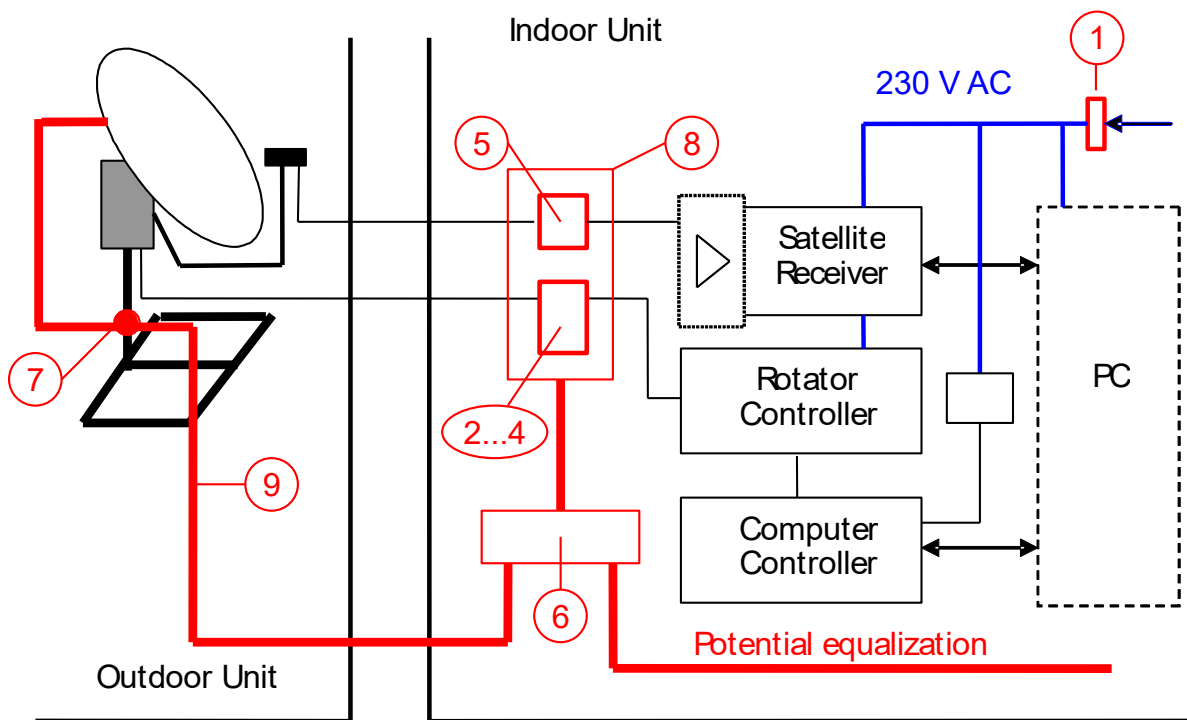 Indoor Unit
1
230 V AC
5
8
Satellite
Receiver
7
Rotator
Controller
PC
2...4
9
Computer
Controller
6
Potential equalization
Outdoor Unit